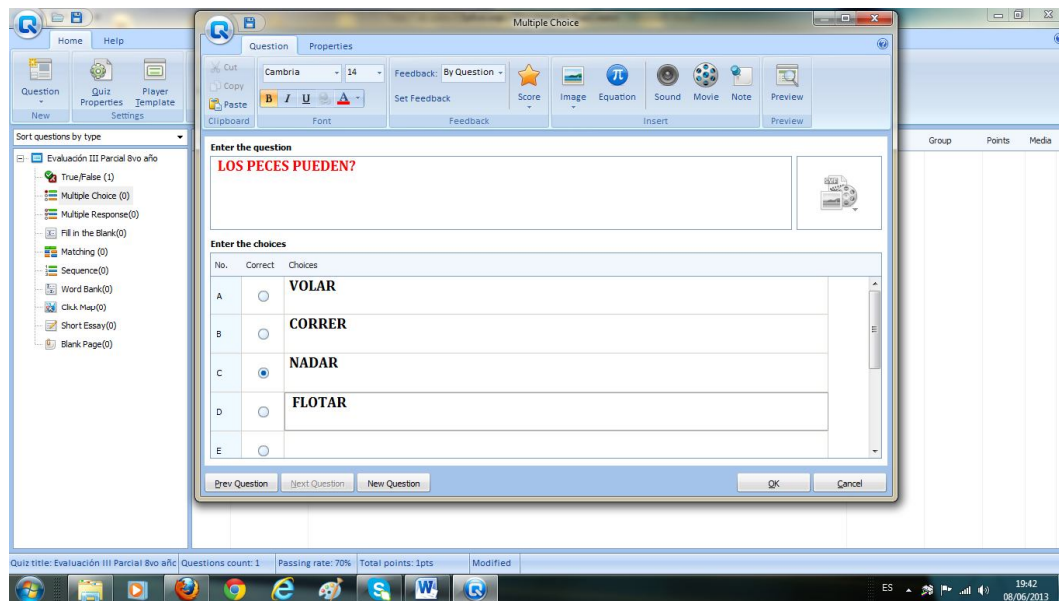 Multiple Choice
Home Help
Question Properties
Question
Quiz Properties
Player Template
New
Settings
Cut
Copy
Paste
Clipboard
Cambria 14
B I U A
Font
Feedback: By Question
Set Feedback
Score
Feedback
Image
Equation
Sound
Movie
Note
Insert
Preview
Preview
Sort questions by type
Evaluación III Parcial 8vo año
True/False (1)
Multiple Choice (0)
Multiple Response(0)
Fill in the Blank(0)
Matching (0)
Sequence(0)
Word Bank(0)
Click Map(0)
Short Essay(0)
Blank Page(0)
Group Points Media
Enter the question
LOS PECES PUEDEN?
Enter the choices
No. Correct Choices
A VOLAR
B CORRER
C NADAR
D FLOTAR
E
Prev Question Next Question New Question OK Cancel
Quiz title: Evaluación III Parcial 8vo añc Questions count: 1 Passing rate: 70% Total points: 1pts Modified
ES 19:42
08/06/2013